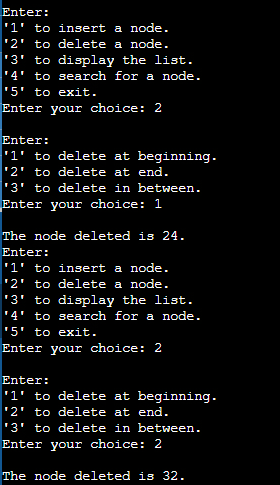 Enter:
'1' to insert a node.
'2' to delete a node.
'3' to display the list.
'4' to search for a node.
'5' to exit.
Enter your choice: 2
Enter:
'1' to delete at beginning.
'2' to delete at end.
'3' to delete in between.
Enter your choice: 1
The node deleted is 24.
Enter:
'1' to insert a node.
'2' to delete a node.
'3' to display the list.
'4' to search for a node.
'5' to exit.
Enter your choice: 2
Enter:
'1' to delete at beginning.
'2' to delete at end.
'3' to delete in between.
Enter your choice: 2
The node deleted is 32.